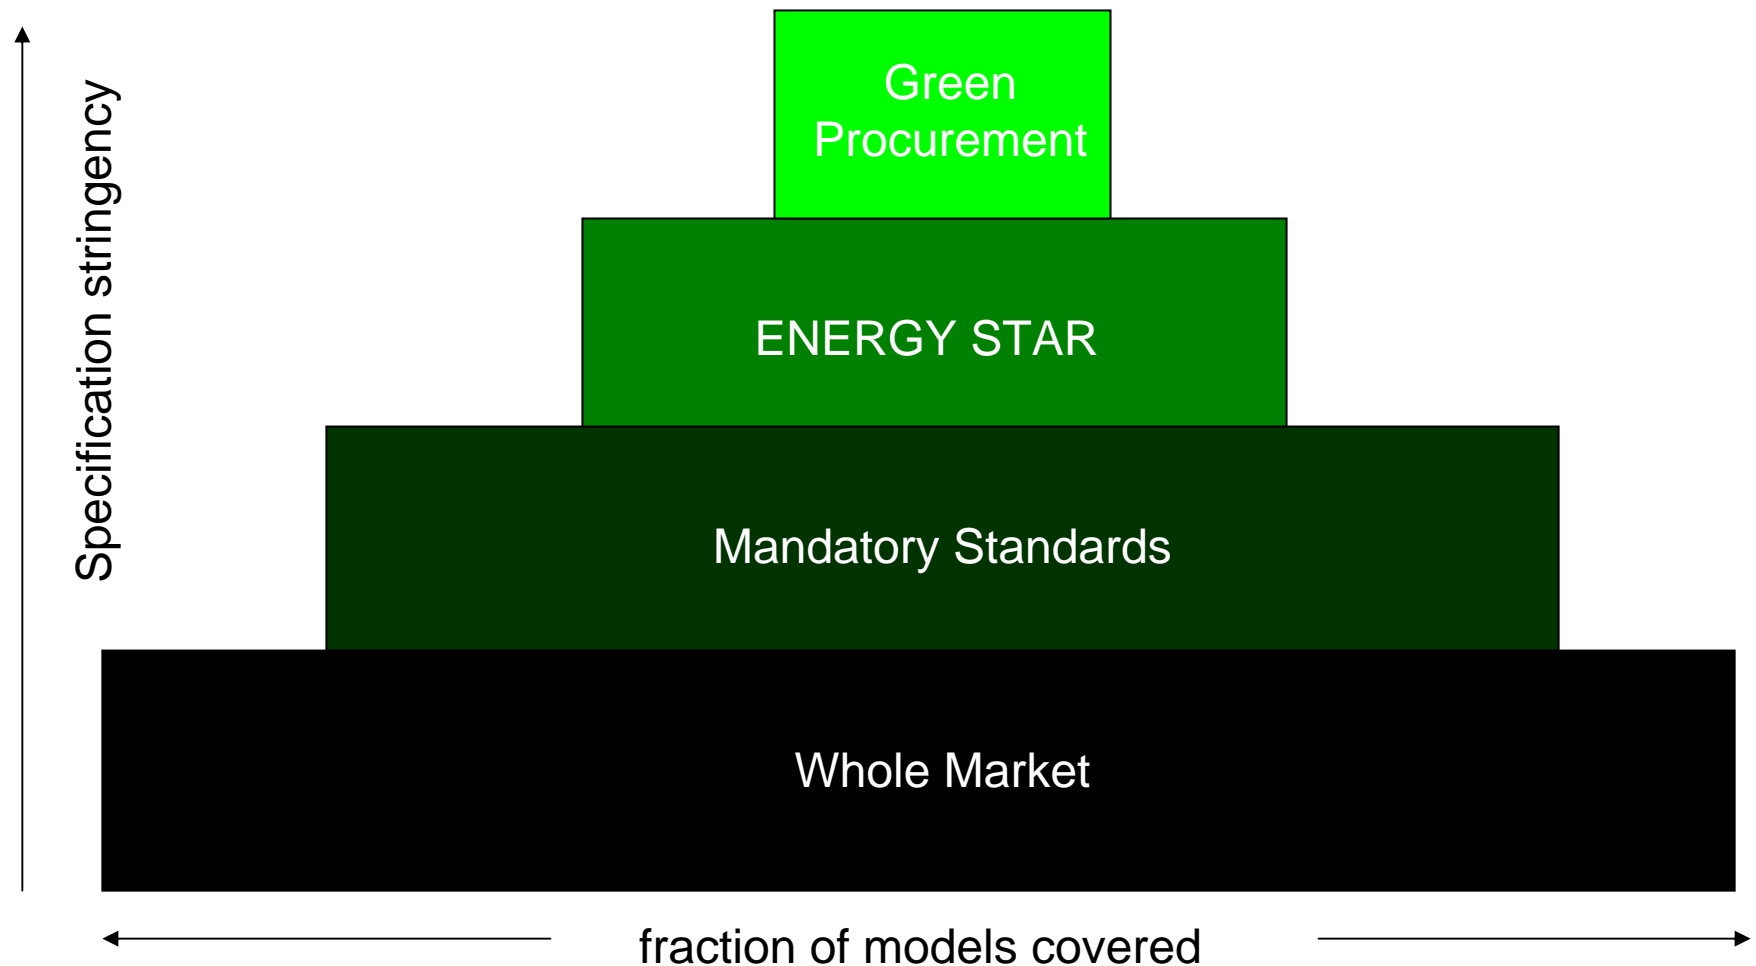 Specification stringency
Green
Procurement
ENERGY STAR
Mandatory Standards
Whole Market
fraction of models covered